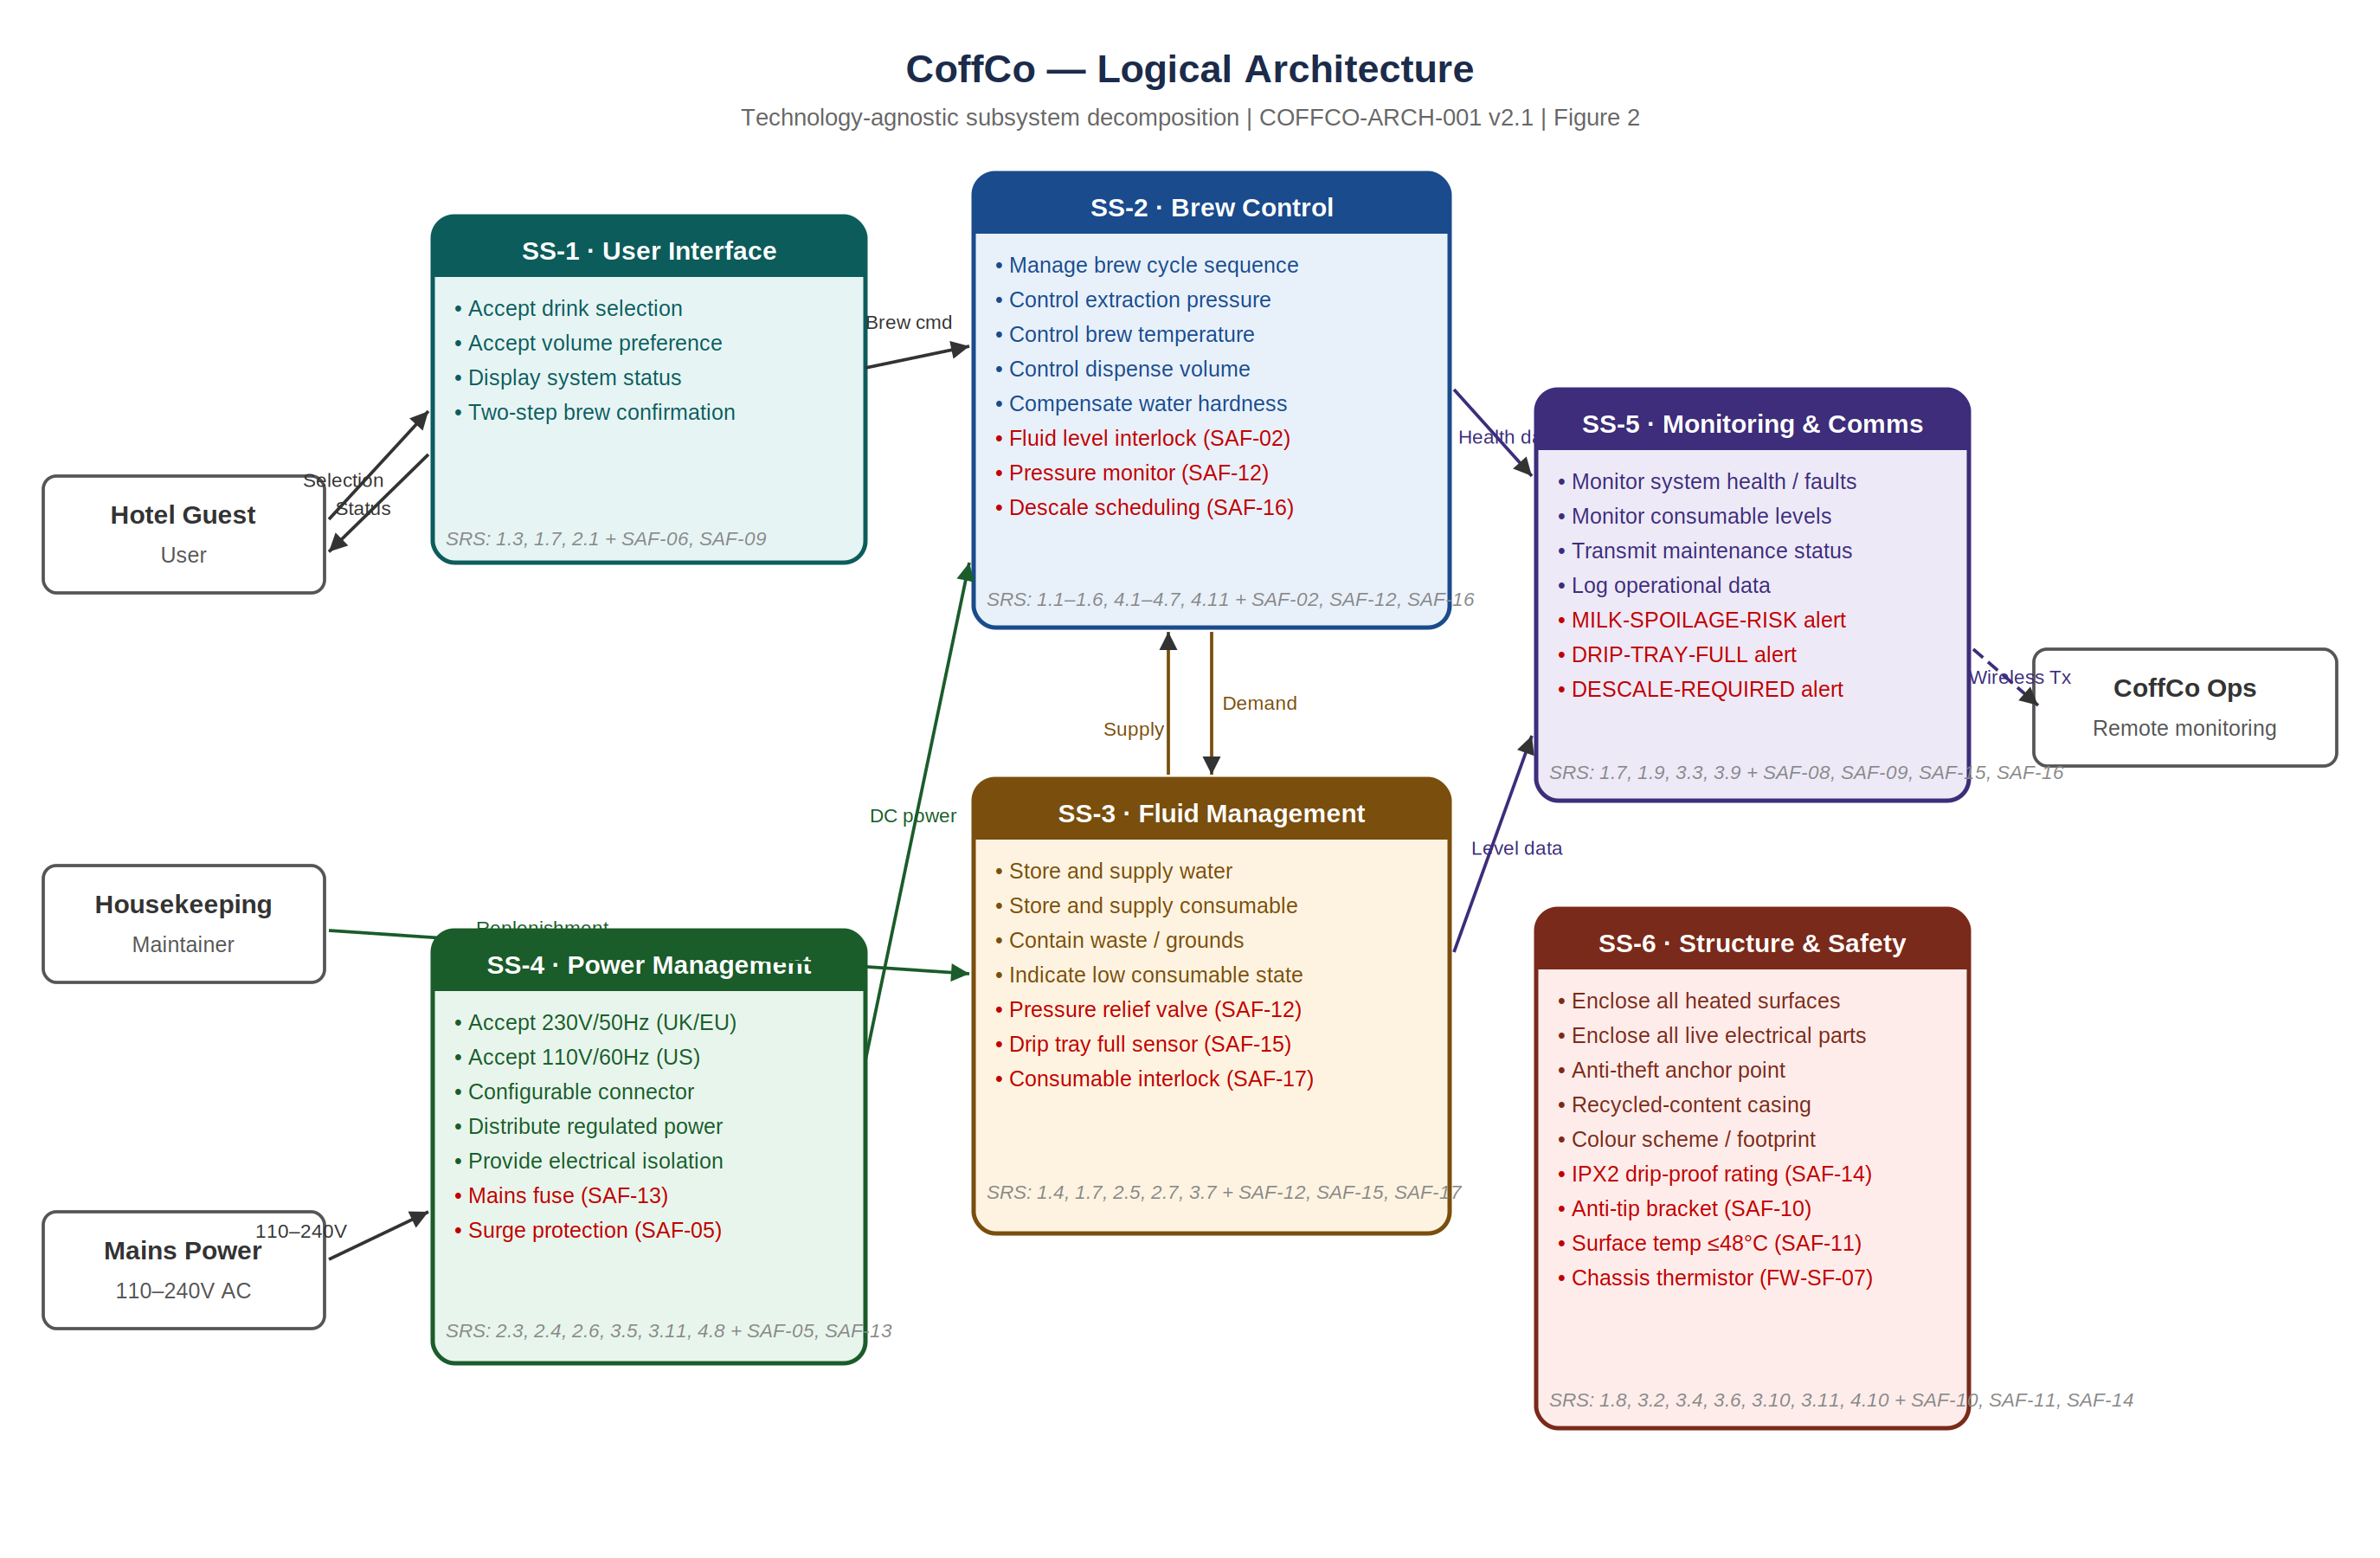 CoffCo — Logical Architecture
Technology-agnostic subsystem decomposition | COFFCO-ARCH-001 v2.1 | Figure 2
Hotel Guest
User
Selection
Status
SS-1 · User Interface
• Accept drink selection
• Accept volume preference
• Display system status
• Two-step brew confirmation
SRS: 1.3, 1.7, 2.1 + SAF-06, SAF-09
Brew cmd
SS-2 · Brew Control
• Manage brew cycle sequence
• Control extraction pressure
• Control brew temperature
• Control dispense volume
• Compensate water hardness
• Fluid level interlock (SAF-02)
• Pressure monitor (SAF-12)
• Descale scheduling (SAF-16)
SRS: 1.1–1.6, 4.1–4.7, 4.11 + SAF-02, SAF-12, SAF-16
Health
SS-5 · Monitoring & Comms
• Monitor system health / faults
• Monitor consumable levels
• Transmit maintenance status
• Log operational data
• MILK-SPOILAGE-RISK alert
• DRIP-TRAY-FULL alert
• DESCALE-REQUIRED alert
SRS: 1.7, 1.9, 3.3, 3.9 + SAF-08, SAF-09, SAF-15, SAF-16
Wireless Tx
CoffCo Ops
Remote monitoring
Supply
Demand
DC power
Level data
Housekeeping
Maintainer
Replenishment
SS-4 · Power Management
• Accept 230V/50Hz (UK/EU)
• Accept 110V/60Hz (US)
• Configurable connector
• Distribute regulated power
• Provide electrical isolation
• Mains fuse (SAF-13)
• Surge protection (SAF-05)
SRS: 2.3, 2.4, 2.6, 3.5, 3.11, 4.8 + SAF-05, SAF-13
SS-3 · Fluid Management
• Store and supply water
• Store and supply consumable
• Contain waste / grounds
• Indicate low consumable state
• Pressure relief valve (SAF-12)
• Drip tray full sensor (SAF-15)
• Consumable interlock (SAF-17)
SRS: 1.4, 1.7, 2.5, 2.7, 3.7 + SAF-12, SAF-15, SAF-17
SS-6 · Structure & Safety
• Enclose all heated surfaces
• Enclose all live electrical parts
• Anti-theft anchor point
• Recycled-content casing
• Colour scheme / footprint
• IPX2 drip-proof rating (SAF-14)
• Anti-tip bracket (SAF-10)
• Surface temp ≤48°C (SAF-11)
• Chassis thermistor (FW-SF-07)
SRS: 1.8, 3.2, 3.4, 3.6, 3.10, 3.11, 4.10 + SAF-10, SAF-11, SAF-14
Mains Power
110–240V AC
110–240V